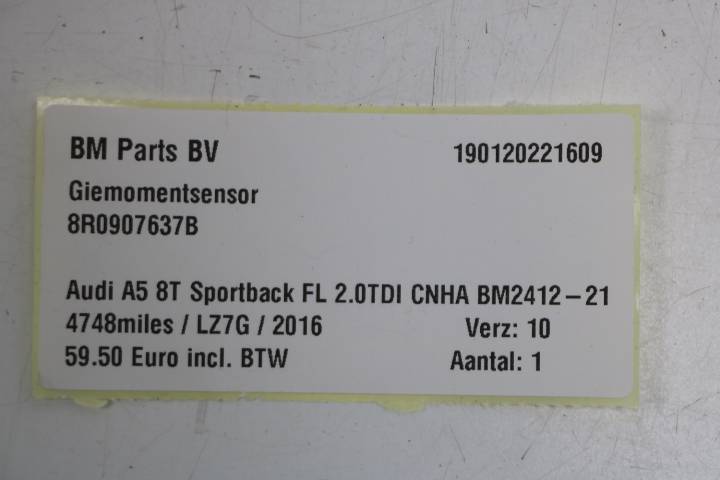 BM Parts BV 190120221609
Giemomentsensor
8R0907637B
Audi A5 8T Sportback FL 2.0TDI CNHA BM2412-21
4748miles / LZ7G / 2016 Verz: 10
59.50 Euro incl. BTW Aantal: 1